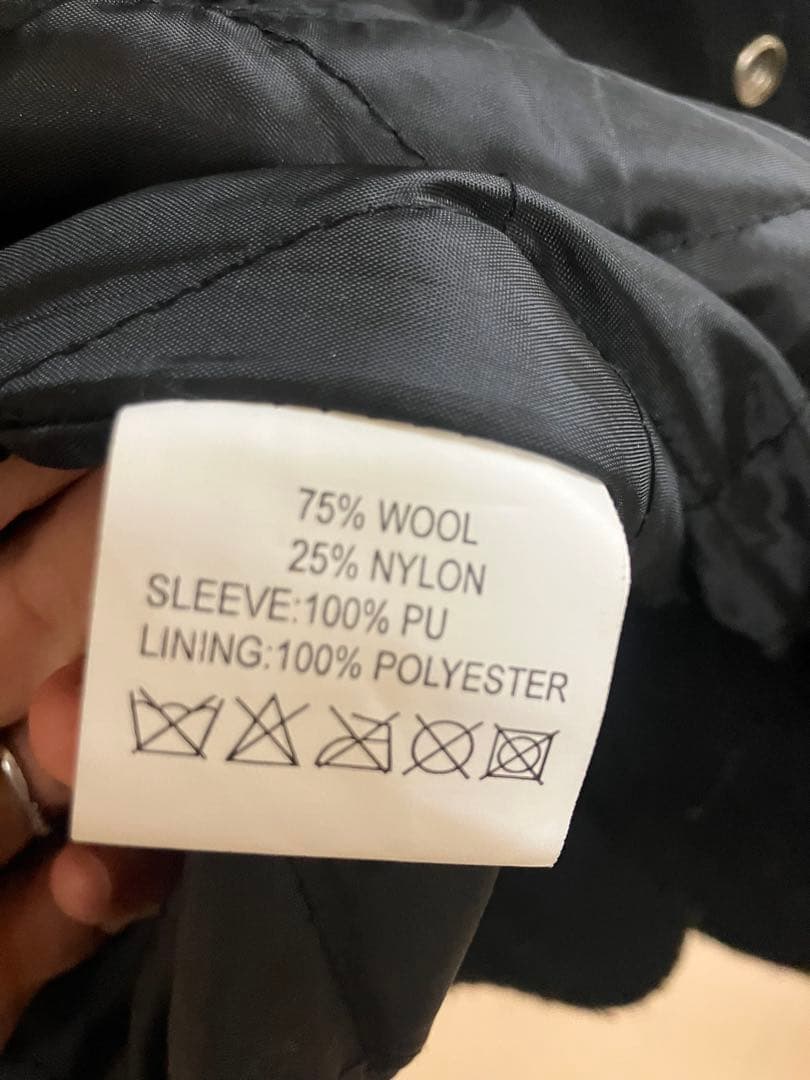 75% WOOL
25% NYLON
SLEEVE:100% PU
LINING:100% POLYESTER